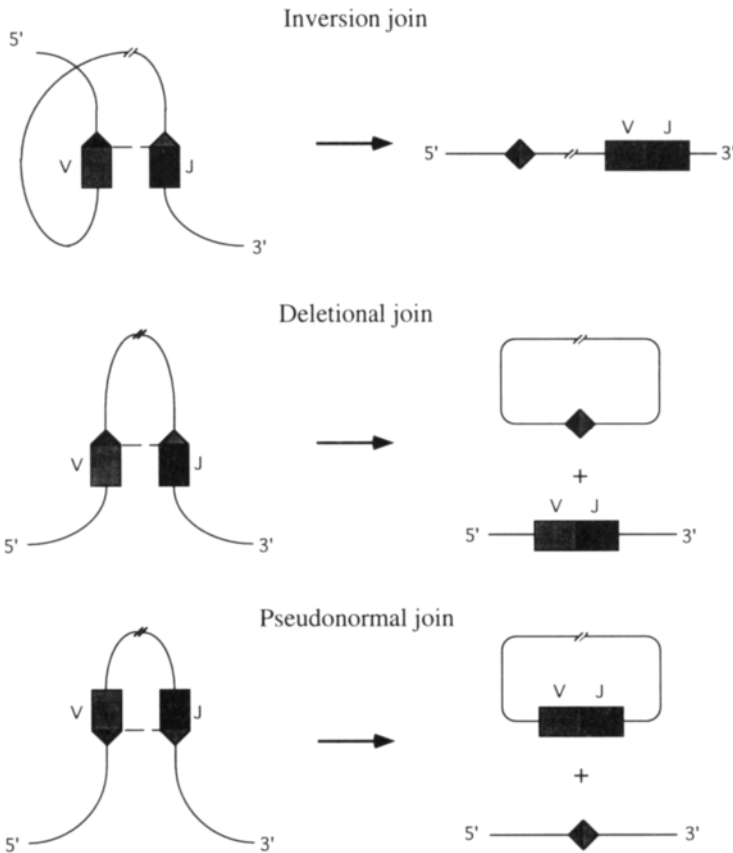 Inversion join
5'
V J
3'
V J
5' 3'
Deletional join
V J
5' 3'
+
V J
5' 3'
Pseudonormal join
V J
5' 3'
V J
+
5' 3'